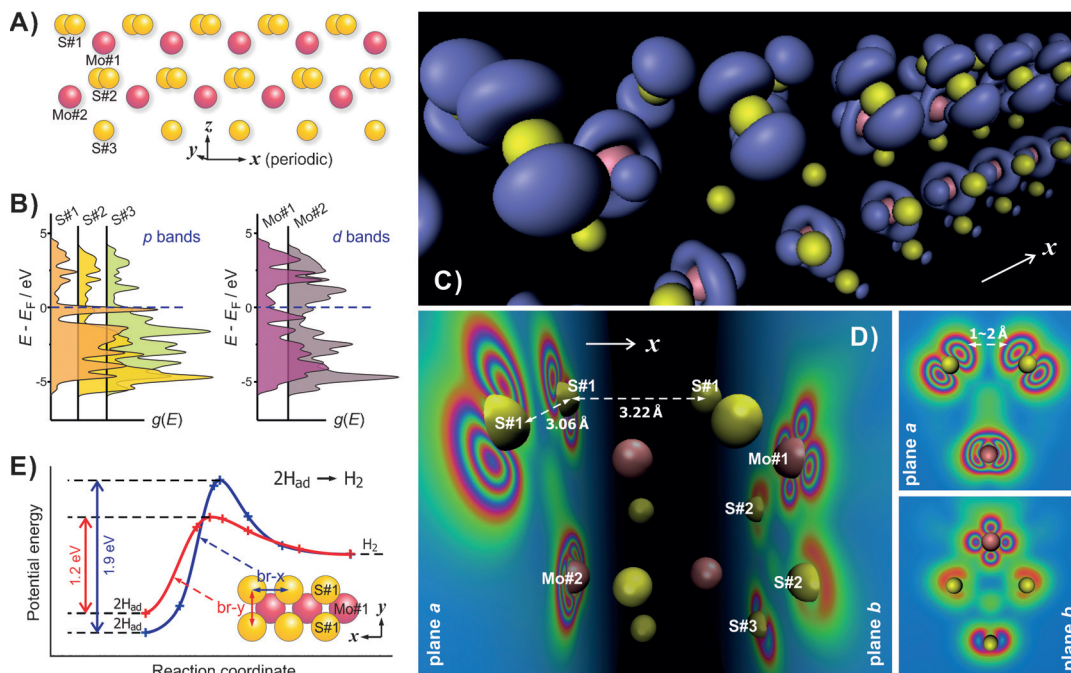 A)
S#1
Mo#1
S#2
Mo#2
S#3
z
y
x (periodic)
B)
S#1
S#2
S#3
p bands
5
0
-5
E - E_F / eV
g(E)
Mo#1
Mo#2
d bands
5
0
-5
E - E_F / eV
g(E)
C)
x
D)
x
S#1
S#1
S#1
3.06 Å
3.22 Å
Mo#1
S#2
Mo#2
S#2
S#3
plane a
plane b
1~2 Å
plane a
plane b
E)
2H_ad → H_2
Potential energy
1.2 eV
1.9 eV
2H_ad
2H_ad
H_2
br-x
br-y
S#1
Mo#1
S#1
y
x
Reaction coordinate